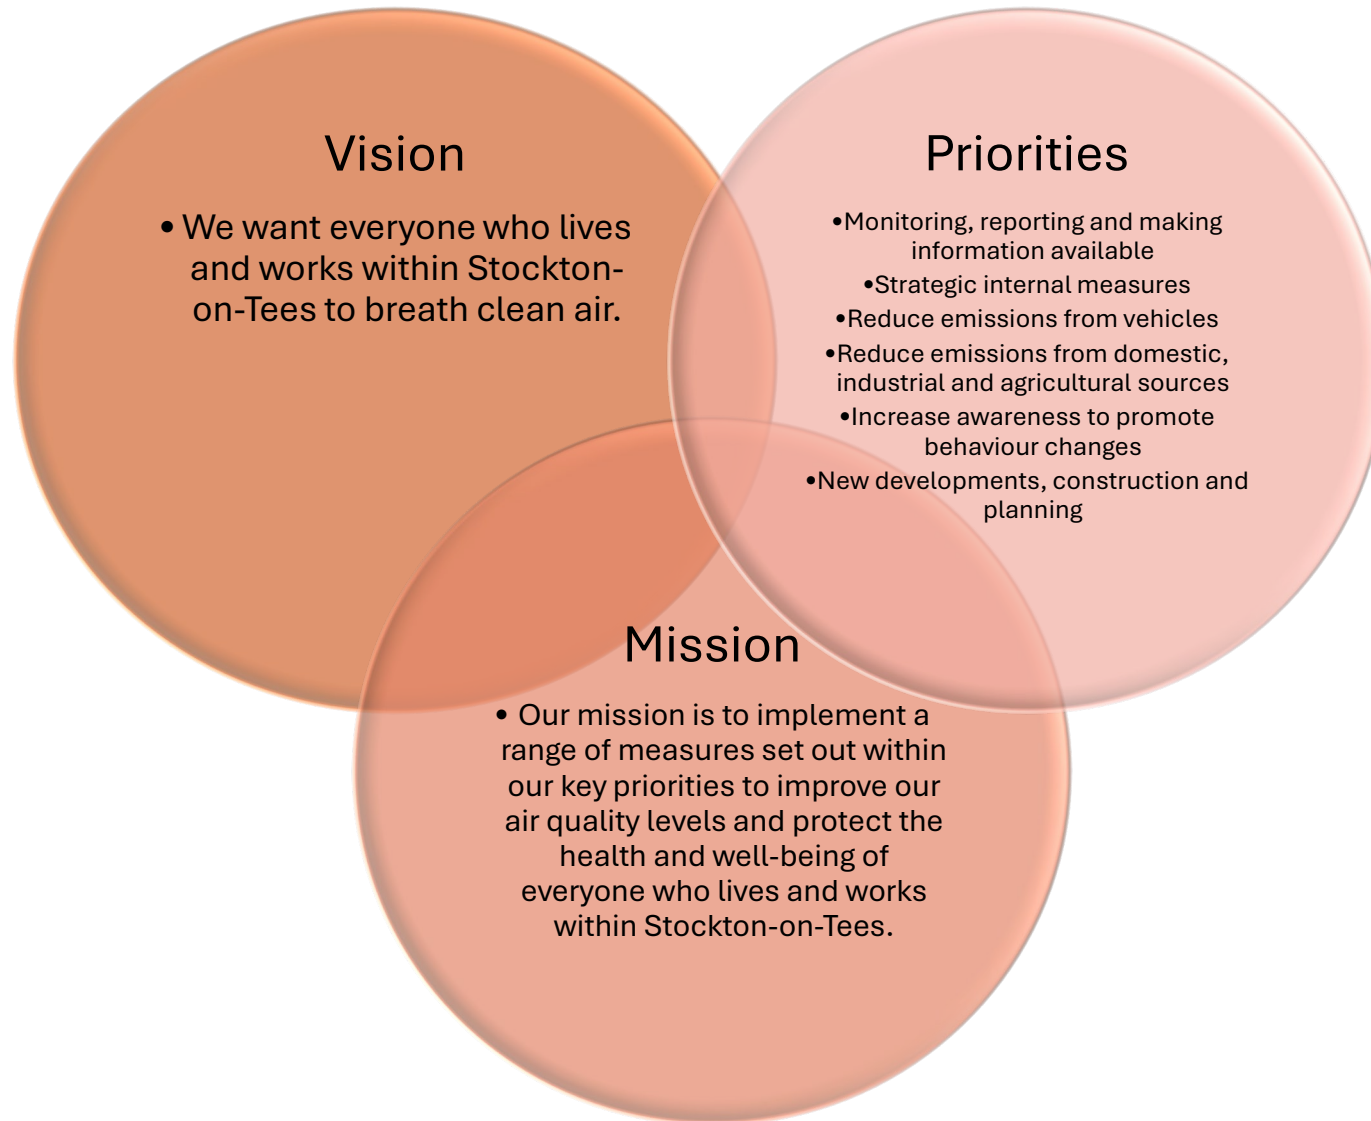 Vision
• We want everyone who lives
and works within Stockton-
on-Tees to breath clean air.
Priorities
•Monitoring, reporting and making
information available
•Strategic internal measures
•Reduce emissions from vehicles
•Reduce emissions from domestic,
industrial and agricultural sources
•Increase awareness to promote
behaviour changes
•New developments, construction and
planning
Mission
• Our mission is to implement a
range of measures set out within
our key priorities to improve our
air quality levels and protect the
health and well-being of
everyone who lives and works
within Stockton-on-Tees.